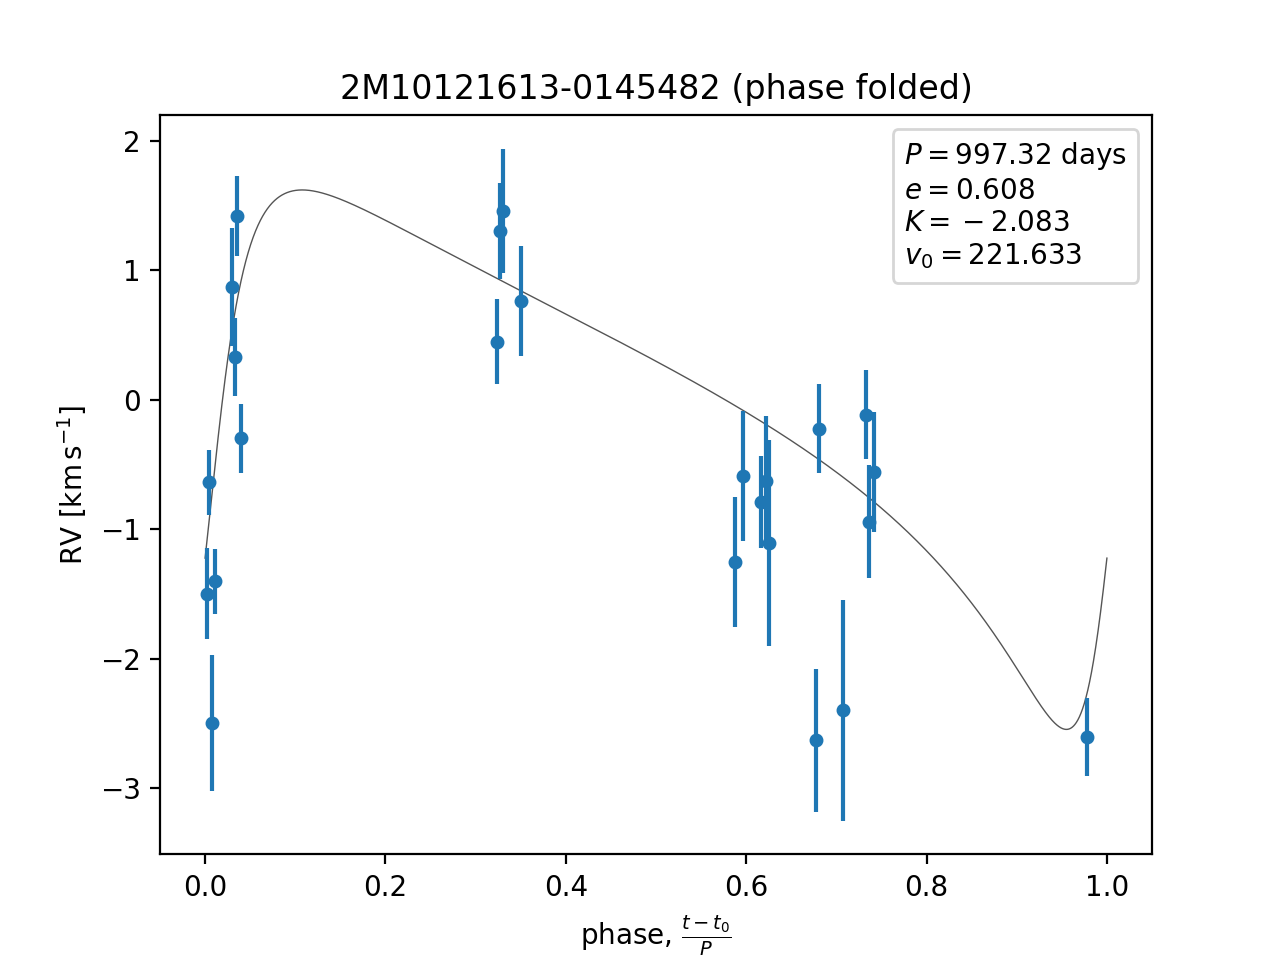 2M10121613-0145482 (phase folded)
P = 997.32 days
e = 0.608
K = −2.083
v₀ = 221.633
2
1
0
−1
−2
−3
RV [km s⁻¹]
0.0 0.2 0.4 0.6 0.8 1.0
phase, (t − t₀)/P